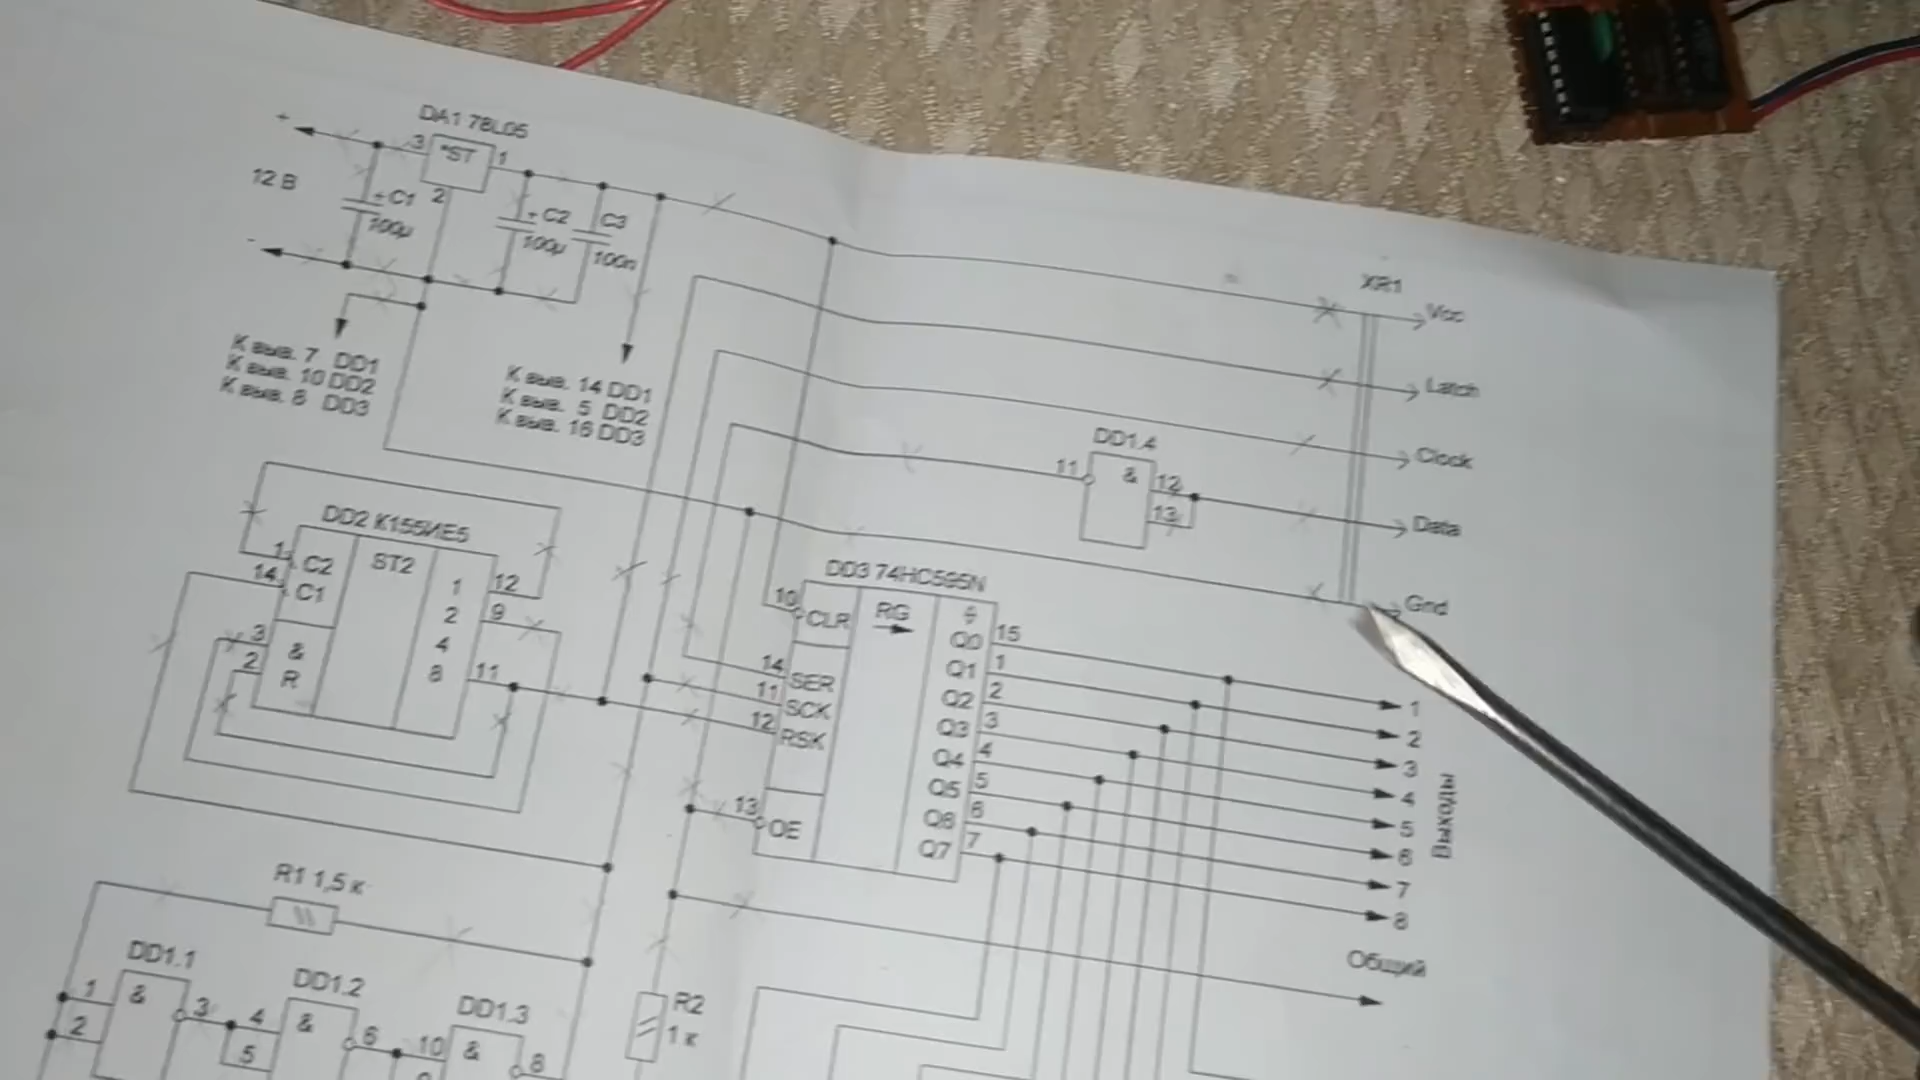 DA1 78L05
+
3
*ST
1
12 В
+ C1
100µ
2
+ C2
100µ
C3
100n
-
К выв. 7 DD1
К выв. 10 DD2
К выв. 8 DD3
К выв. 14 DD1
К выв. 5 DD2
К выв. 16 DD3
XR1
Vcc
Latch
Clock
DD1.4
11
&
12
13
Data
Gnd
DD2 К155ИЕ5
1
C2
14
C1
ST2
1
12
2
9
4
8
11
3
&
2
R
DD3 74HC595N
10
CLR
RG
14
SER
11
SCK
12
RSK
13
OE
Q0
15
Q1
1
Q2
2
Q3
3
Q4
4
Q5
5
Q6
6
Q7
7
1
2
3
4
5
6
7
8
Выходы
Общий
R1 1,5 к
R2
1 к
DD1.1
1
&
2
3
DD1.2
4
&
5
6
DD1.3
10
&
8